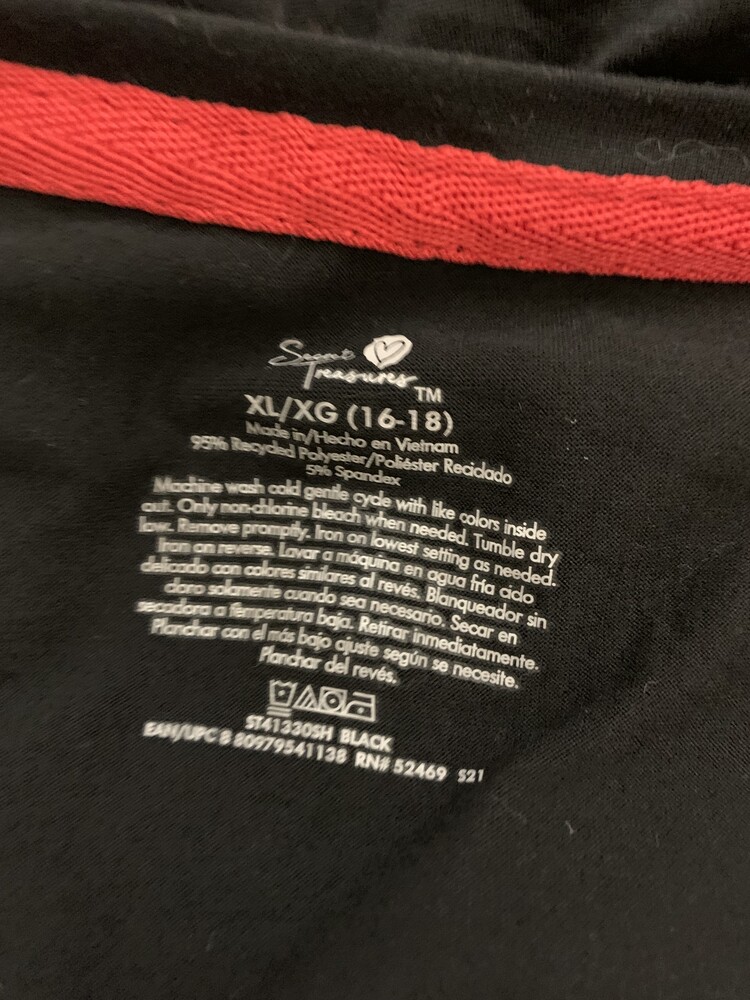 Secret
Treasures TM
XL/XG (16-18)
Made in/Hecho en Vietnam
95% Recycled Polyester/Poliéster Reciclado
5% Spandex
Machine wash cold gentle cycle with like colors inside
out. Only non-chlorine bleach when needed. Tumble dry
low. Remove promptly. Iron on lowest setting as needed.
Iron on reverse. Lavar a máquina en agua fría ciclo
delicado con colores similares al revés. Blanqueador sin
cloro solamente cuando sea necesario. Secar en
secadora a temperatura baja. Retirar inmediatamente.
Planchar con el más bajo ajuste según se necesite.
Planchar del revés.
ST41330SH BLACK
EAN/UPC 8 80979541138 RN# 52469 S21